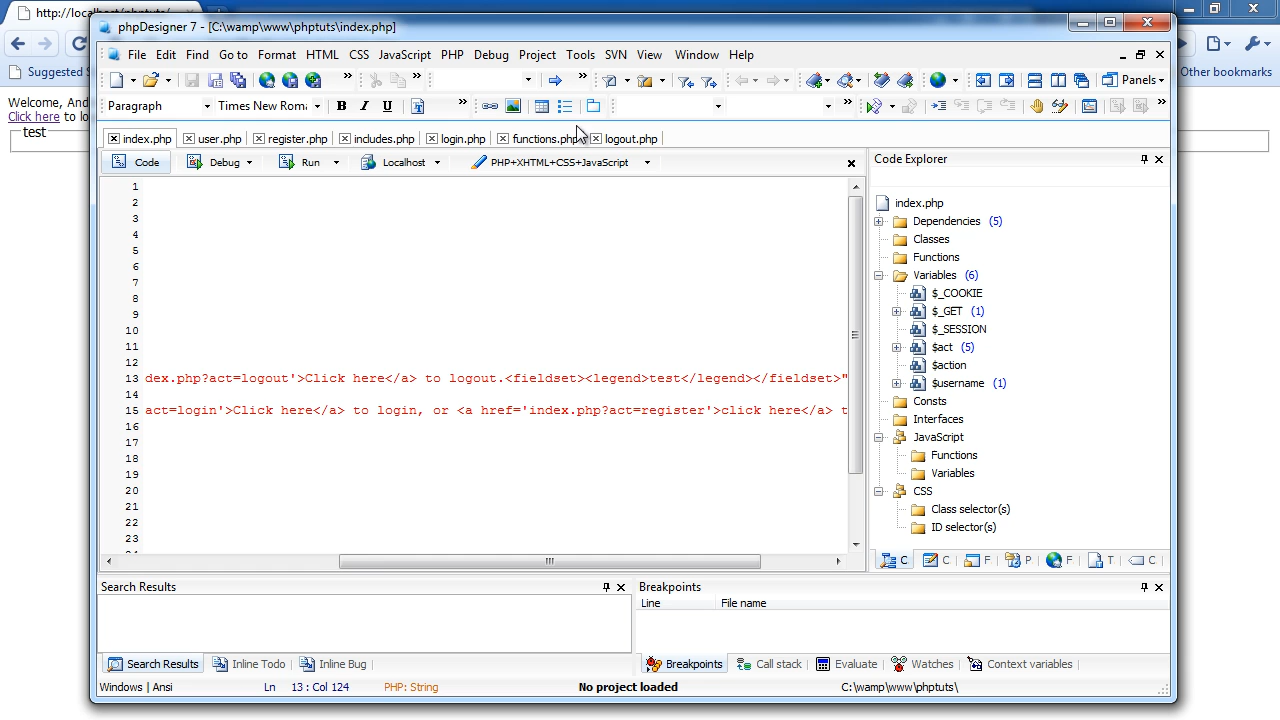 http://localhost/phptuts/
phpDesigner 7 - [C:\wamp\www\phptuts\index.php]
File Edit Find Go to Format HTML CSS JavaScript PHP Debug Project Tools SVN View Window Help
Suggested S
Other bookmarks
Panels
Welcome, And
Click here to lo
test
Paragraph
Times New Roma
B I U
index.php user.php register.php includes.php login.php functions.php logout.php
Code Debug Run Localhost PHP+XHTML+CSS+JavaScript
Code Explorer
1
2
3
4
5
6
7
8
9
10
11
12
13 dex.php?act=logout'>Click here</a> to logout.<fieldset><legend>test</legend></fieldset>"
14
15 act=login'>Click here</a> to login, or <a href='index.php?act=register'>click here</a> t
16
17
18
19
20
21
22
23
24
index.php
Dependencies (5)
Classes
Functions
Variables (6)
$_COOKIE
$_GET (1)
$_SESSION
$act (5)
$action
$username (1)
Consts
Interfaces
JavaScript
Functions
Variables
CSS
Class selector(s)
ID selector(s)
C C F P F T C
Search Results
Breakpoints
Line File name
Search Results Inline Todo Inline Bug
Breakpoints Call stack Evaluate Watches Context variables
Windows | Ansi Ln 13 : Col 124 PHP: String No project loaded C:\wamp\www\phptuts\